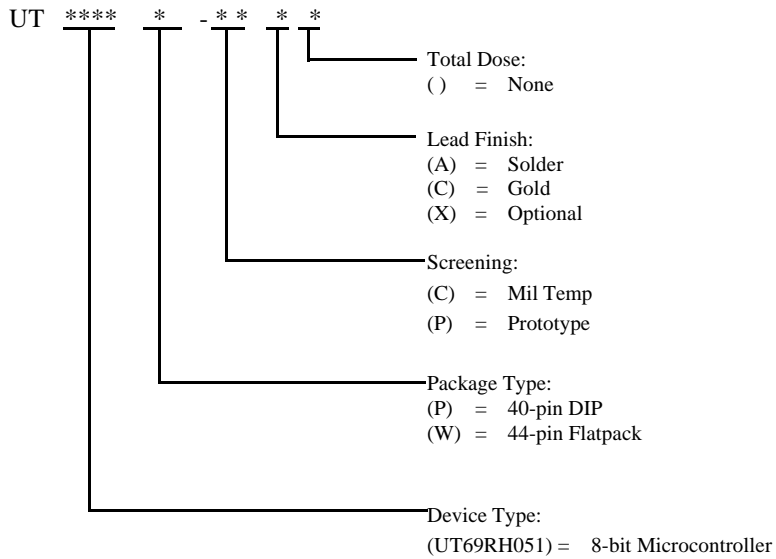 UT **** * - * * * *
Total Dose:
( ) = None
Lead Finish:
(A) = Solder
(C) = Gold
(X) = Optional
Screening:
(C) = Mil Temp
(P) = Prototype
Package Type:
(P) = 40-pin DIP
(W) = 44-pin Flatpack
Device Type:
(UT69RH051) = 8-bit Microcontroller